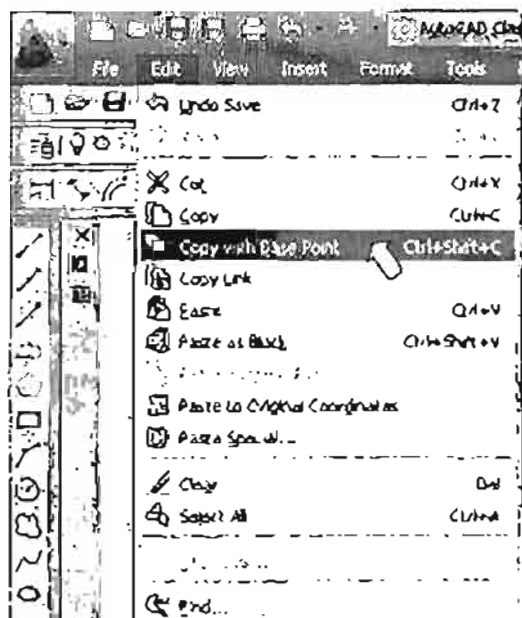 AutoCAD Clas
File Edit View Insert Format Tools
Undo Save Ctrl+Z
Cut Ctrl+X
Copy Ctrl+C
Copy with Base Point Ctrl+Shift+C
Copy Link
Paste Ctrl+V
Paste as Block Ctrl+Shift+V
Paste to Original Coordinates
Paste Special...
Clear Del
Select All Ctrl+A
Find...